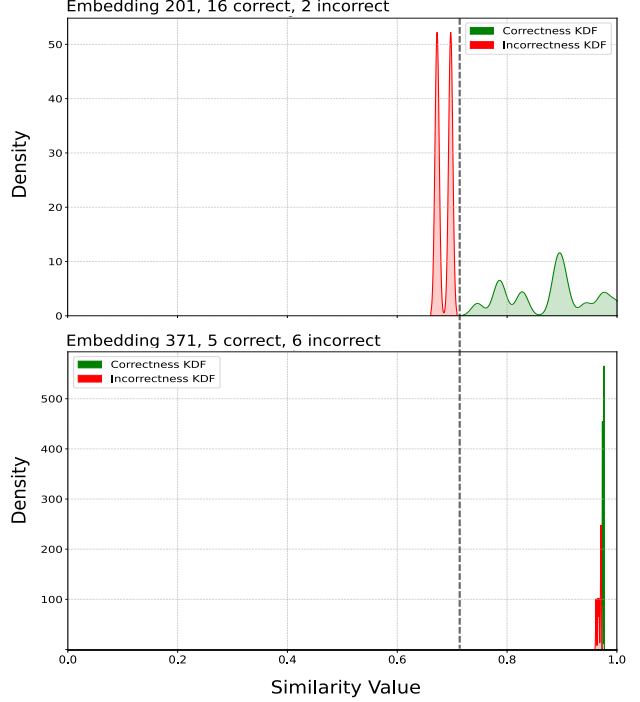 Embedding 201, 16 correct, 2 incorrect
50
40
30
20
10
0
Density
Correctness KDF
Incorrectness KDF
Embedding 371, 5 correct, 6 incorrect
Correctness KDF
Incorrectness KDF
500
400
300
200
100
Density
0.0 0.2 0.4 0.6 0.8 1.0
Similarity Value